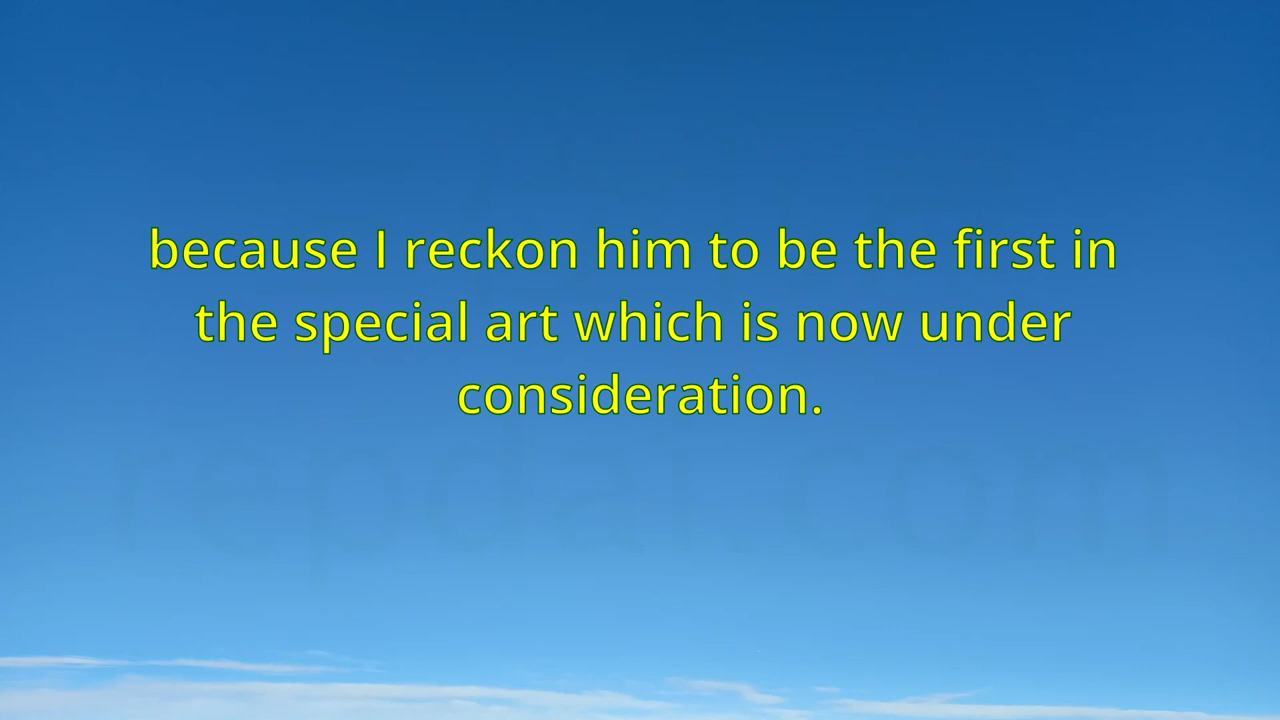 because I reckon him to be the first in
the special art which is now under
consideration.